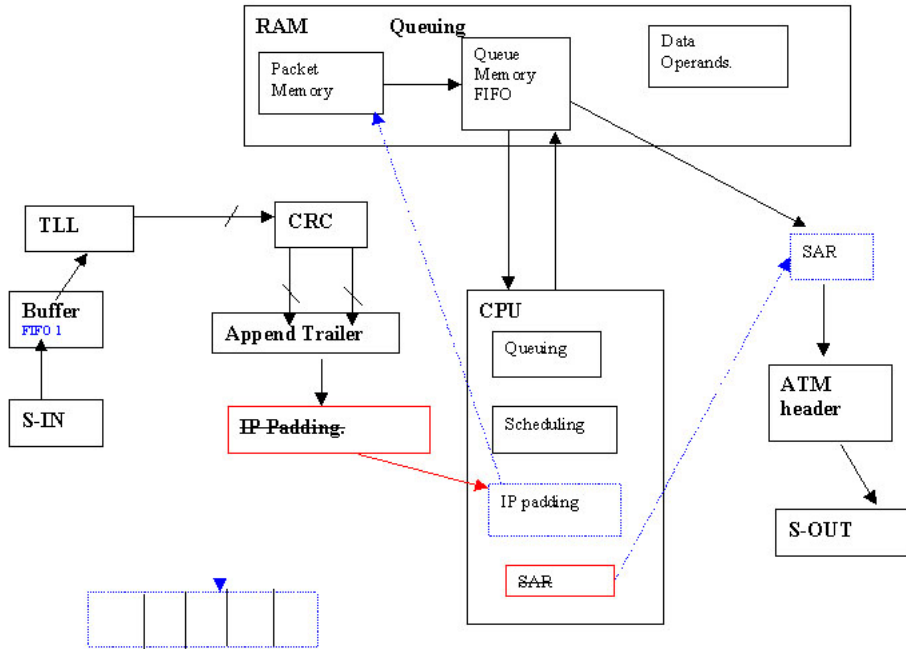 RAM
Queuing
Packet
Memory
Queue
Memory
FIFO
Data
Operands.
TLL
CRC
SAR
Buffer
FIFO 1
Append Trailer
CPU
Queuing
S-IN
IP Padding.
Scheduling
ATM
header
IP padding
S-OUT
SAR